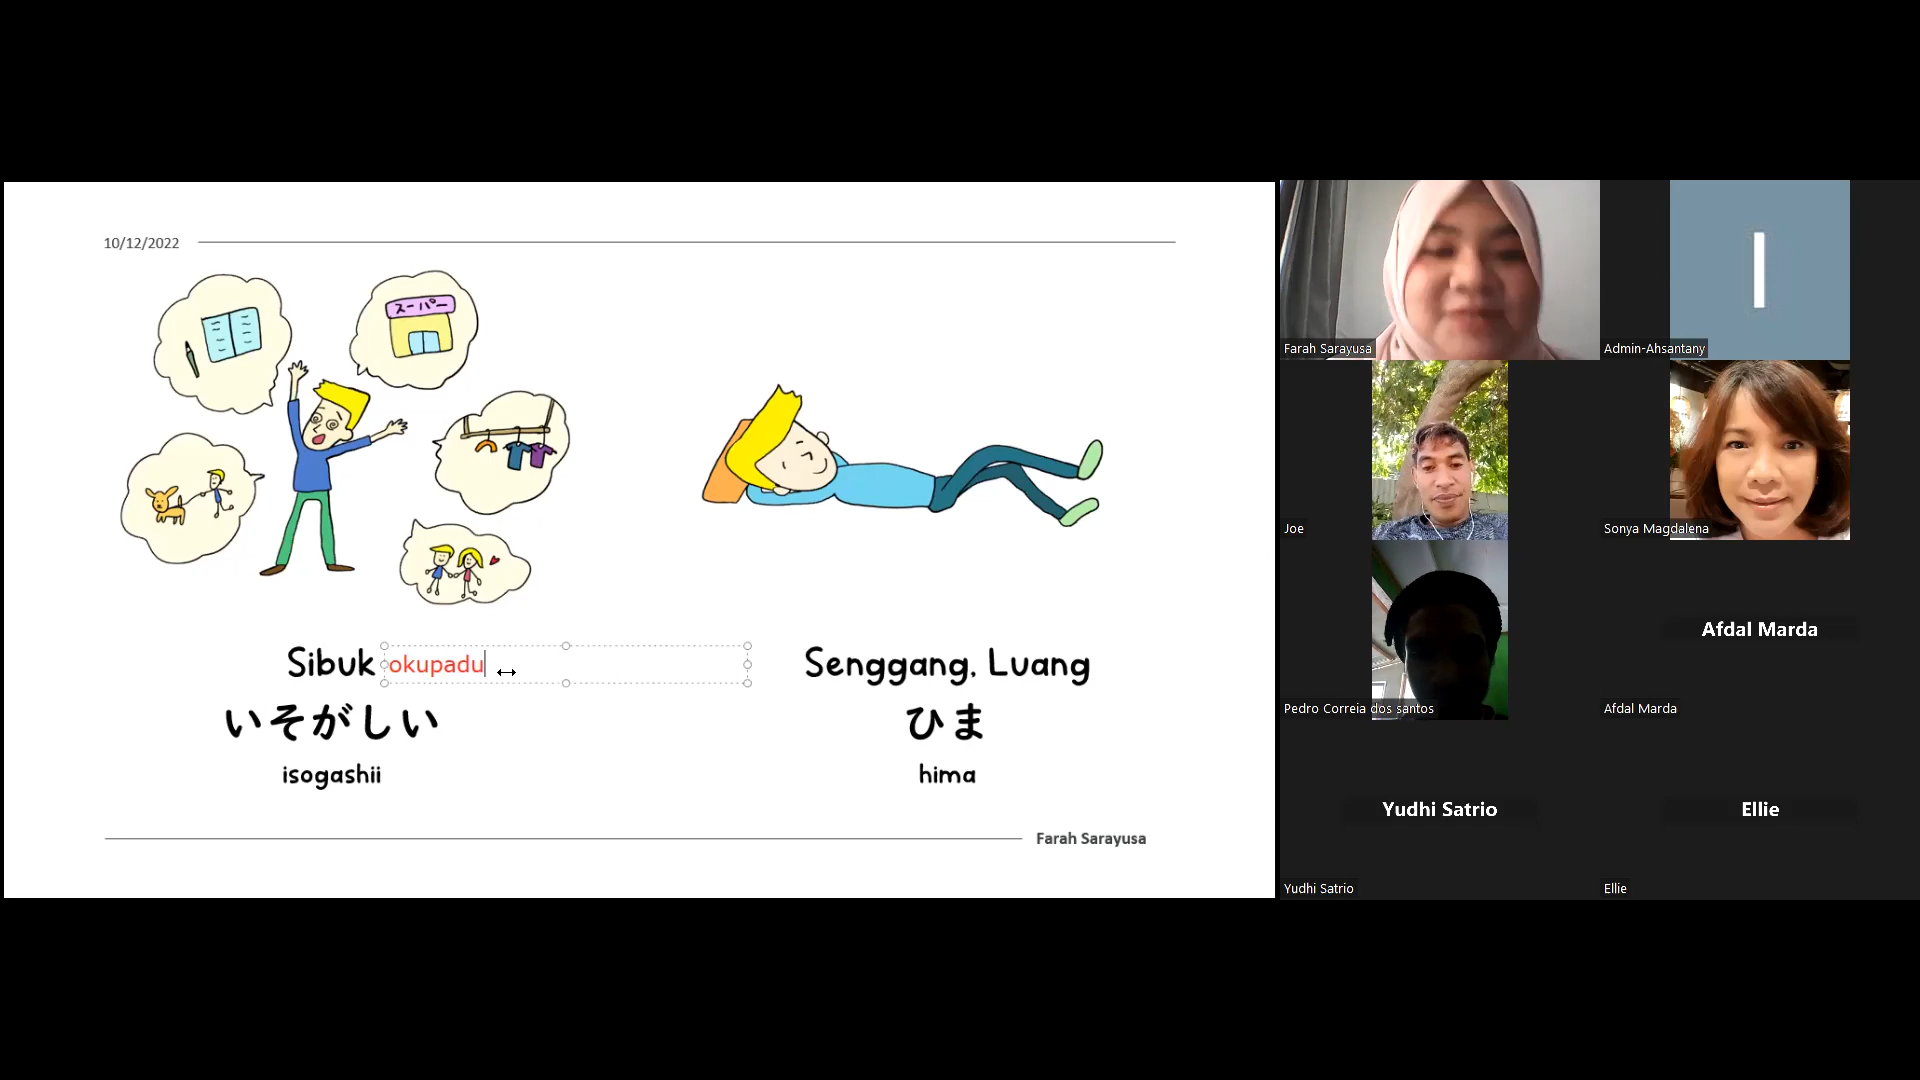 10/12/2022
スーパー
Sibuk okupadu
いそがしい
isogashii
Senggang, Luang
ひま
hima
Farah Sarayusa
Farah Sarayusa
I
Admin-Ahsantany
Joe
Sonya Magdalena
Pedro Correia dos santos
Afdal Marda
Afdal Marda
Yudhi Satrio
Yudhi Satrio
Ellie
Ellie